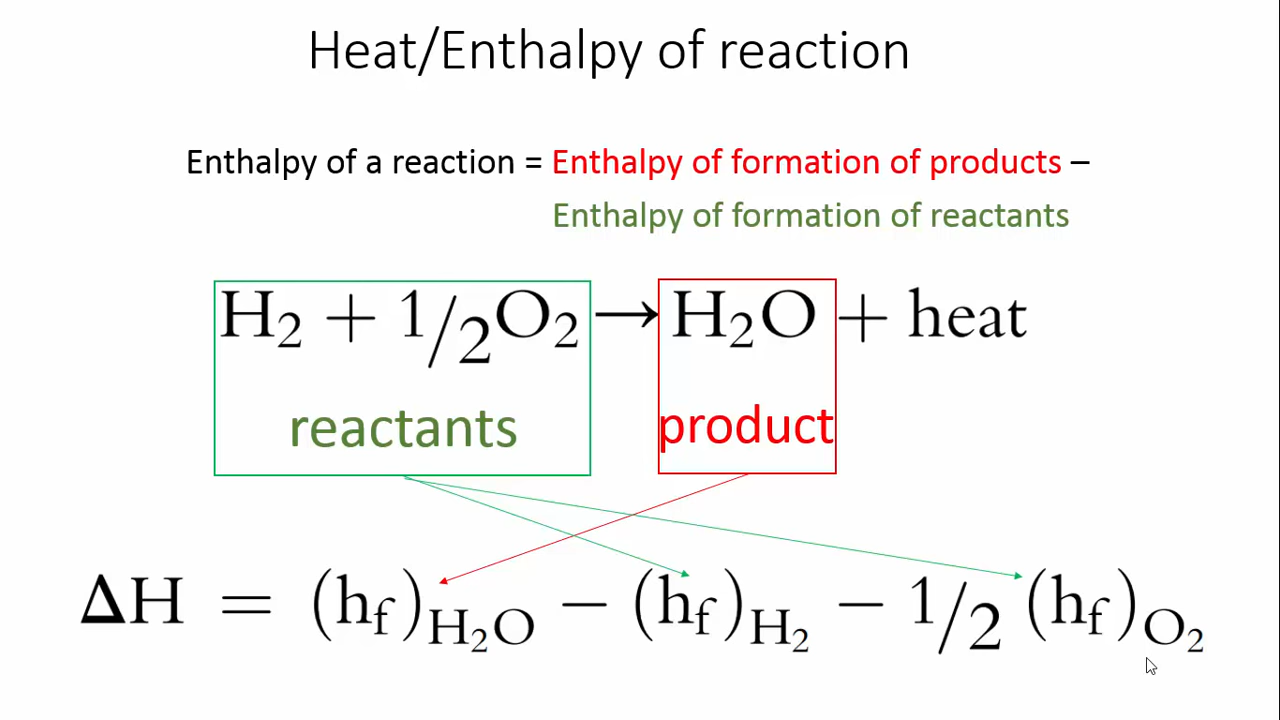 Heat/Enthalpy of reaction
Enthalpy of a reaction = Enthalpy of formation of products –
Enthalpy of formation of reactants
H₂ + 1/2O₂ → H₂O + heat
reactants product
ΔH = (h_f)_H₂O − (h_f)_H₂ − 1/2 (h_f)_O₂